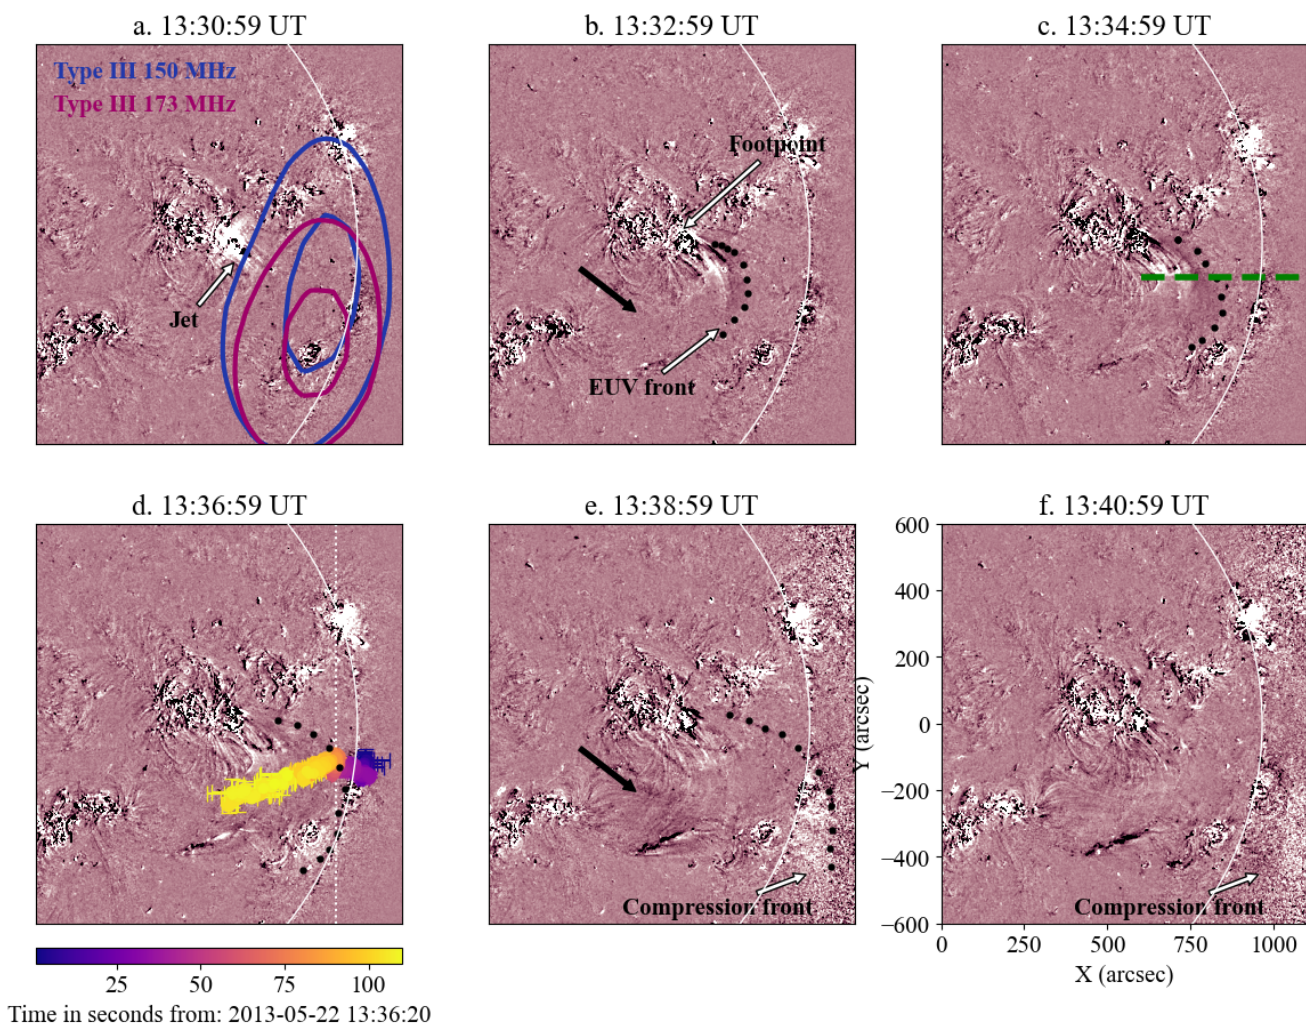 a. 13:30:59 UT
b. 13:32:59 UT
c. 13:34:59 UT
Type III 150 MHz
Type III 173 MHz
Jet
Footpoint
EUV front
d. 13:36:59 UT
e. 13:38:59 UT
f. 13:40:59 UT
Compression front
Compression front
600
400
200
0
−200
−400
−600
Y (arcsec)
0 250 500 750 1000
X (arcsec)
25 50 75 100
Time in seconds from: 2013-05-22 13:36:20